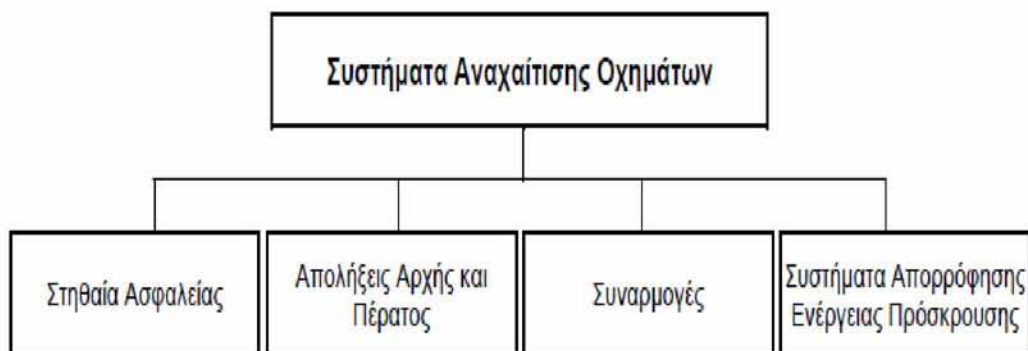 Συστήματα Αναχαίτισης Οχημάτων
Στηθαία Ασφαλείας
Απολήξεις Αρχής και
Πέρατος
Συναρμογές
Συστήματα Απορρόφησης
Ενέργειας Πρόσκρουσης